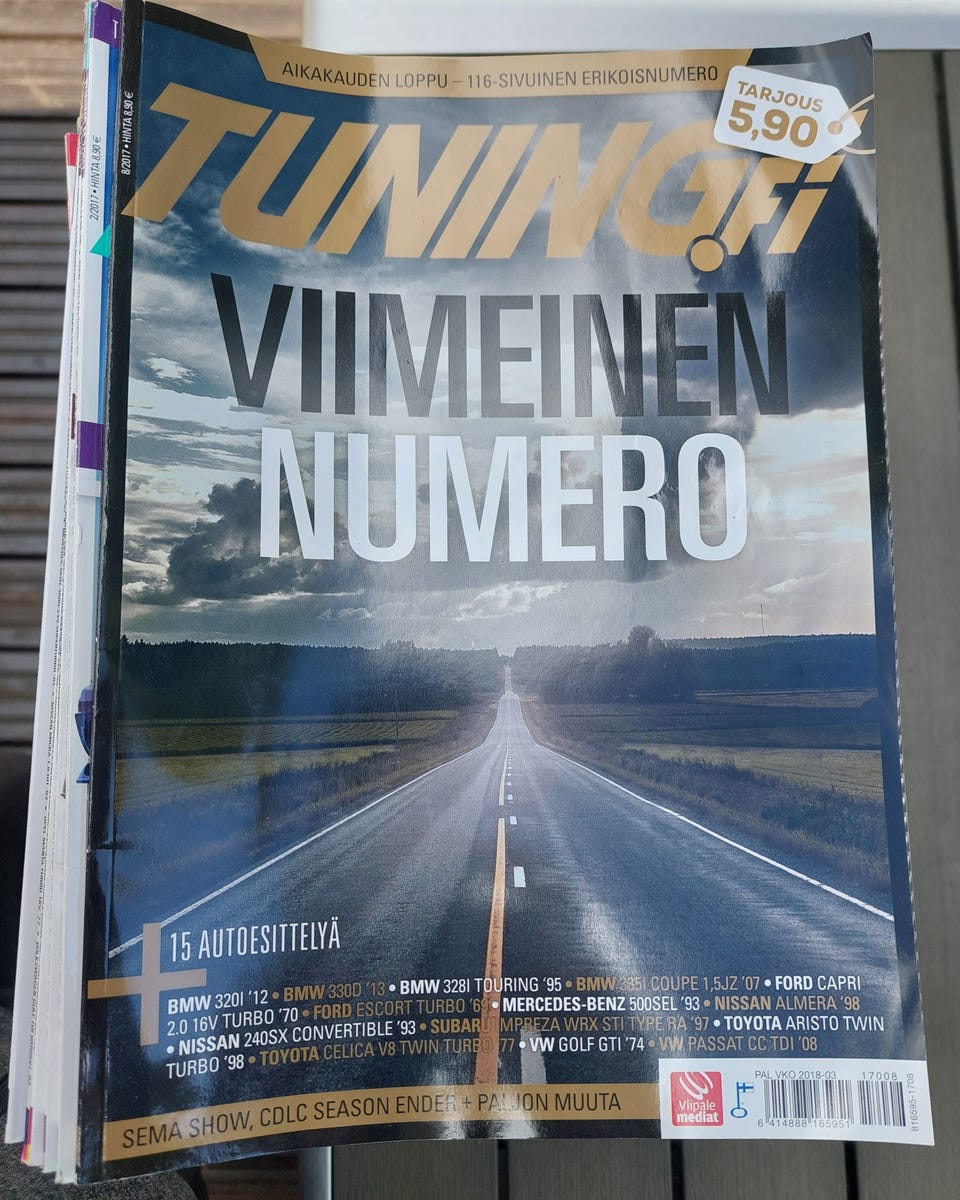 AIKAKAUDEN LOPPU – 116-SIVUINEN ERIKOISNUMERO
TARJOUS
5,90
8/2017 • HINTA 8,90 €
2/2017 • HINTA 8,90 €
TUNING.fi
VIIMEINEN
NUMERO
15 AUTOESITTELYÄ
BMW 320I '12 • BMW 330D '13 • BMW 328I TOURING '95 • BMW 335I COUPE 1,5JZ '07 • FORD CAPRI
2.0 16V TURBO '70 • FORD ESCORT TURBO '69 • MERCEDES-BENZ 500SEL '93 • NISSAN ALMERA '98
• NISSAN 240SX CONVERTIBLE '93 • SUBARU IMPREZA WRX STI TYPE RA '97 • TOYOTA ARISTO TWIN
TURBO '98 • TOYOTA CELICA V8 TWIN TURBO '77 • VW GOLF GTI '74 • VW PASSAT CC TDI '08
SEMA SHOW, CDLC SEASON ENDER + PALJON MUUTA
Viipale
mediat
PAL VKO 2018-03
17008
6 414888 165951
816595-1708